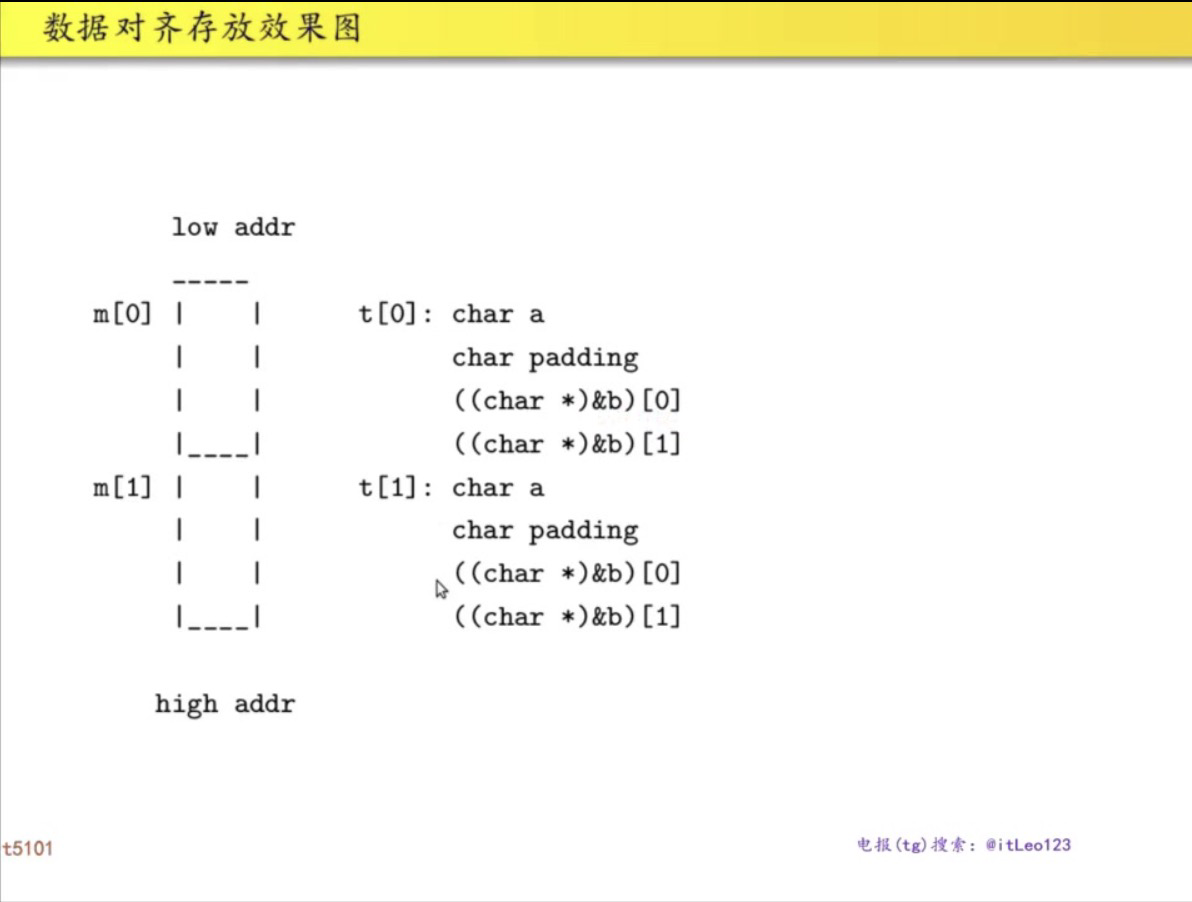 数据对齐存放效果图
low addr
-----
m[0] |    | t[0]: char a
|    | char padding
|    | ((char *)&b)[0]
|____| ((char *)&b)[1]
m[1] |    | t[1]: char a
|    | char padding
|    | ((char *)&b)[0]
|____| ((char *)&b)[1]
high addr
t5101
电报(tg)搜索: @itLeo123